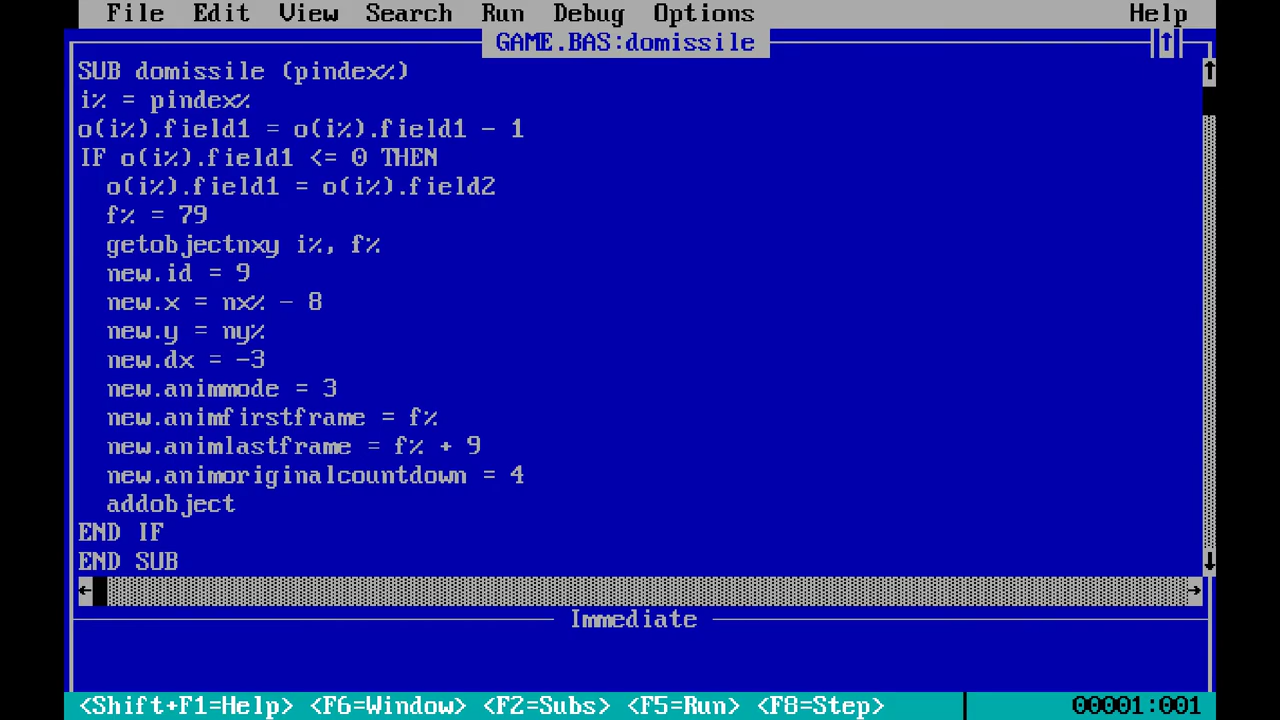 File Edit View Search Run Debug Options Help
GAME.BAS:domissile ↑
SUB domissile (pindex%)
i% = pindex%
o(i%).field1 = o(i%).field1 - 1
IF o(i%).field1 <= 0 THEN
  o(i%).field1 = o(i%).field2
  f% = 79
  getobjectnxy i%, f%
  new.id = 9
  new.x = nx% - 8
  new.y = ny%
  new.dx = -3
  new.animmode = 3
  new.animfirstframe = f%
  new.animlastframe = f% + 9
  new.animoriginalcountdown = 4
  addobject
END IF
END SUB
Immediate
<Shift+F1=Help> <F6=Window> <F2=Subs> <F5=Run> <F8=Step> 00001:001